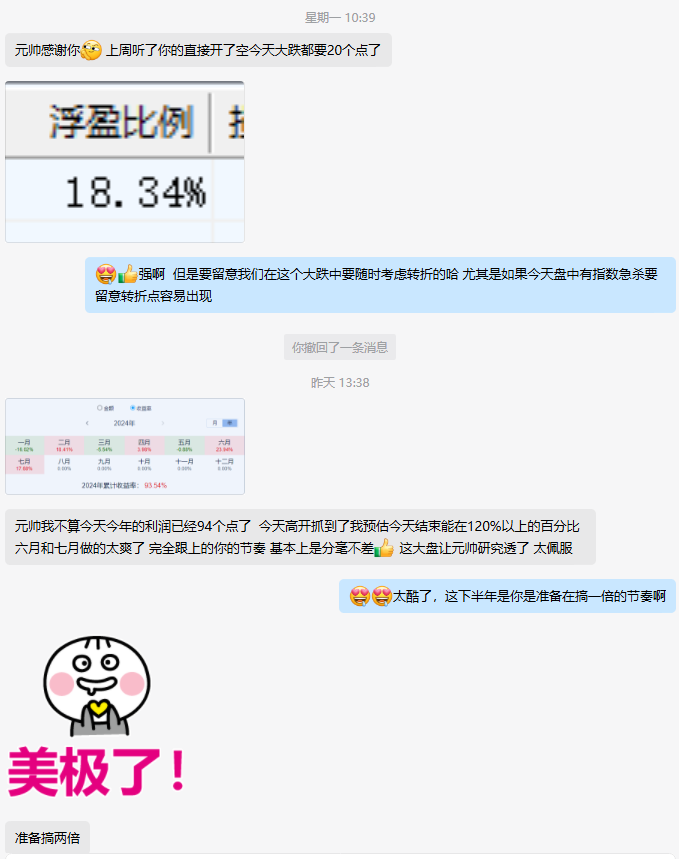 星期一 10:39
元帅感谢你 上周听了你的直接开了空今天大跌都要20个点了
浮盈比例
18.34%
强啊 但是要留意我们在这个大跌中要随时考虑转折的哈 尤其是如果今天盘中有指数急杀要
留意转折点容易出现
你撤回了一条消息
昨天 13:38
金额 收益率
2024年
月 年
一月 二月 三月 四月 五月 六月
18.41% 23.94%
七月 八月 九月 十月 十一月 十二月
0.00% 0.00% 0.00% 0.00% 0.00%
2024年累计收益率: 93.54%
元帅我不算今天今年的利润已经94个点了 今天高开抓到了我预估今天结束能在120%以上的百分比
六月和七月做的太爽了 完全跟上的你的节奏 基本上是分毫不差 这大盘让元帅研究透了 太佩服
太酷了，这下半年是你是准备在搞一倍的节奏啊
美极了！
准备搞两倍